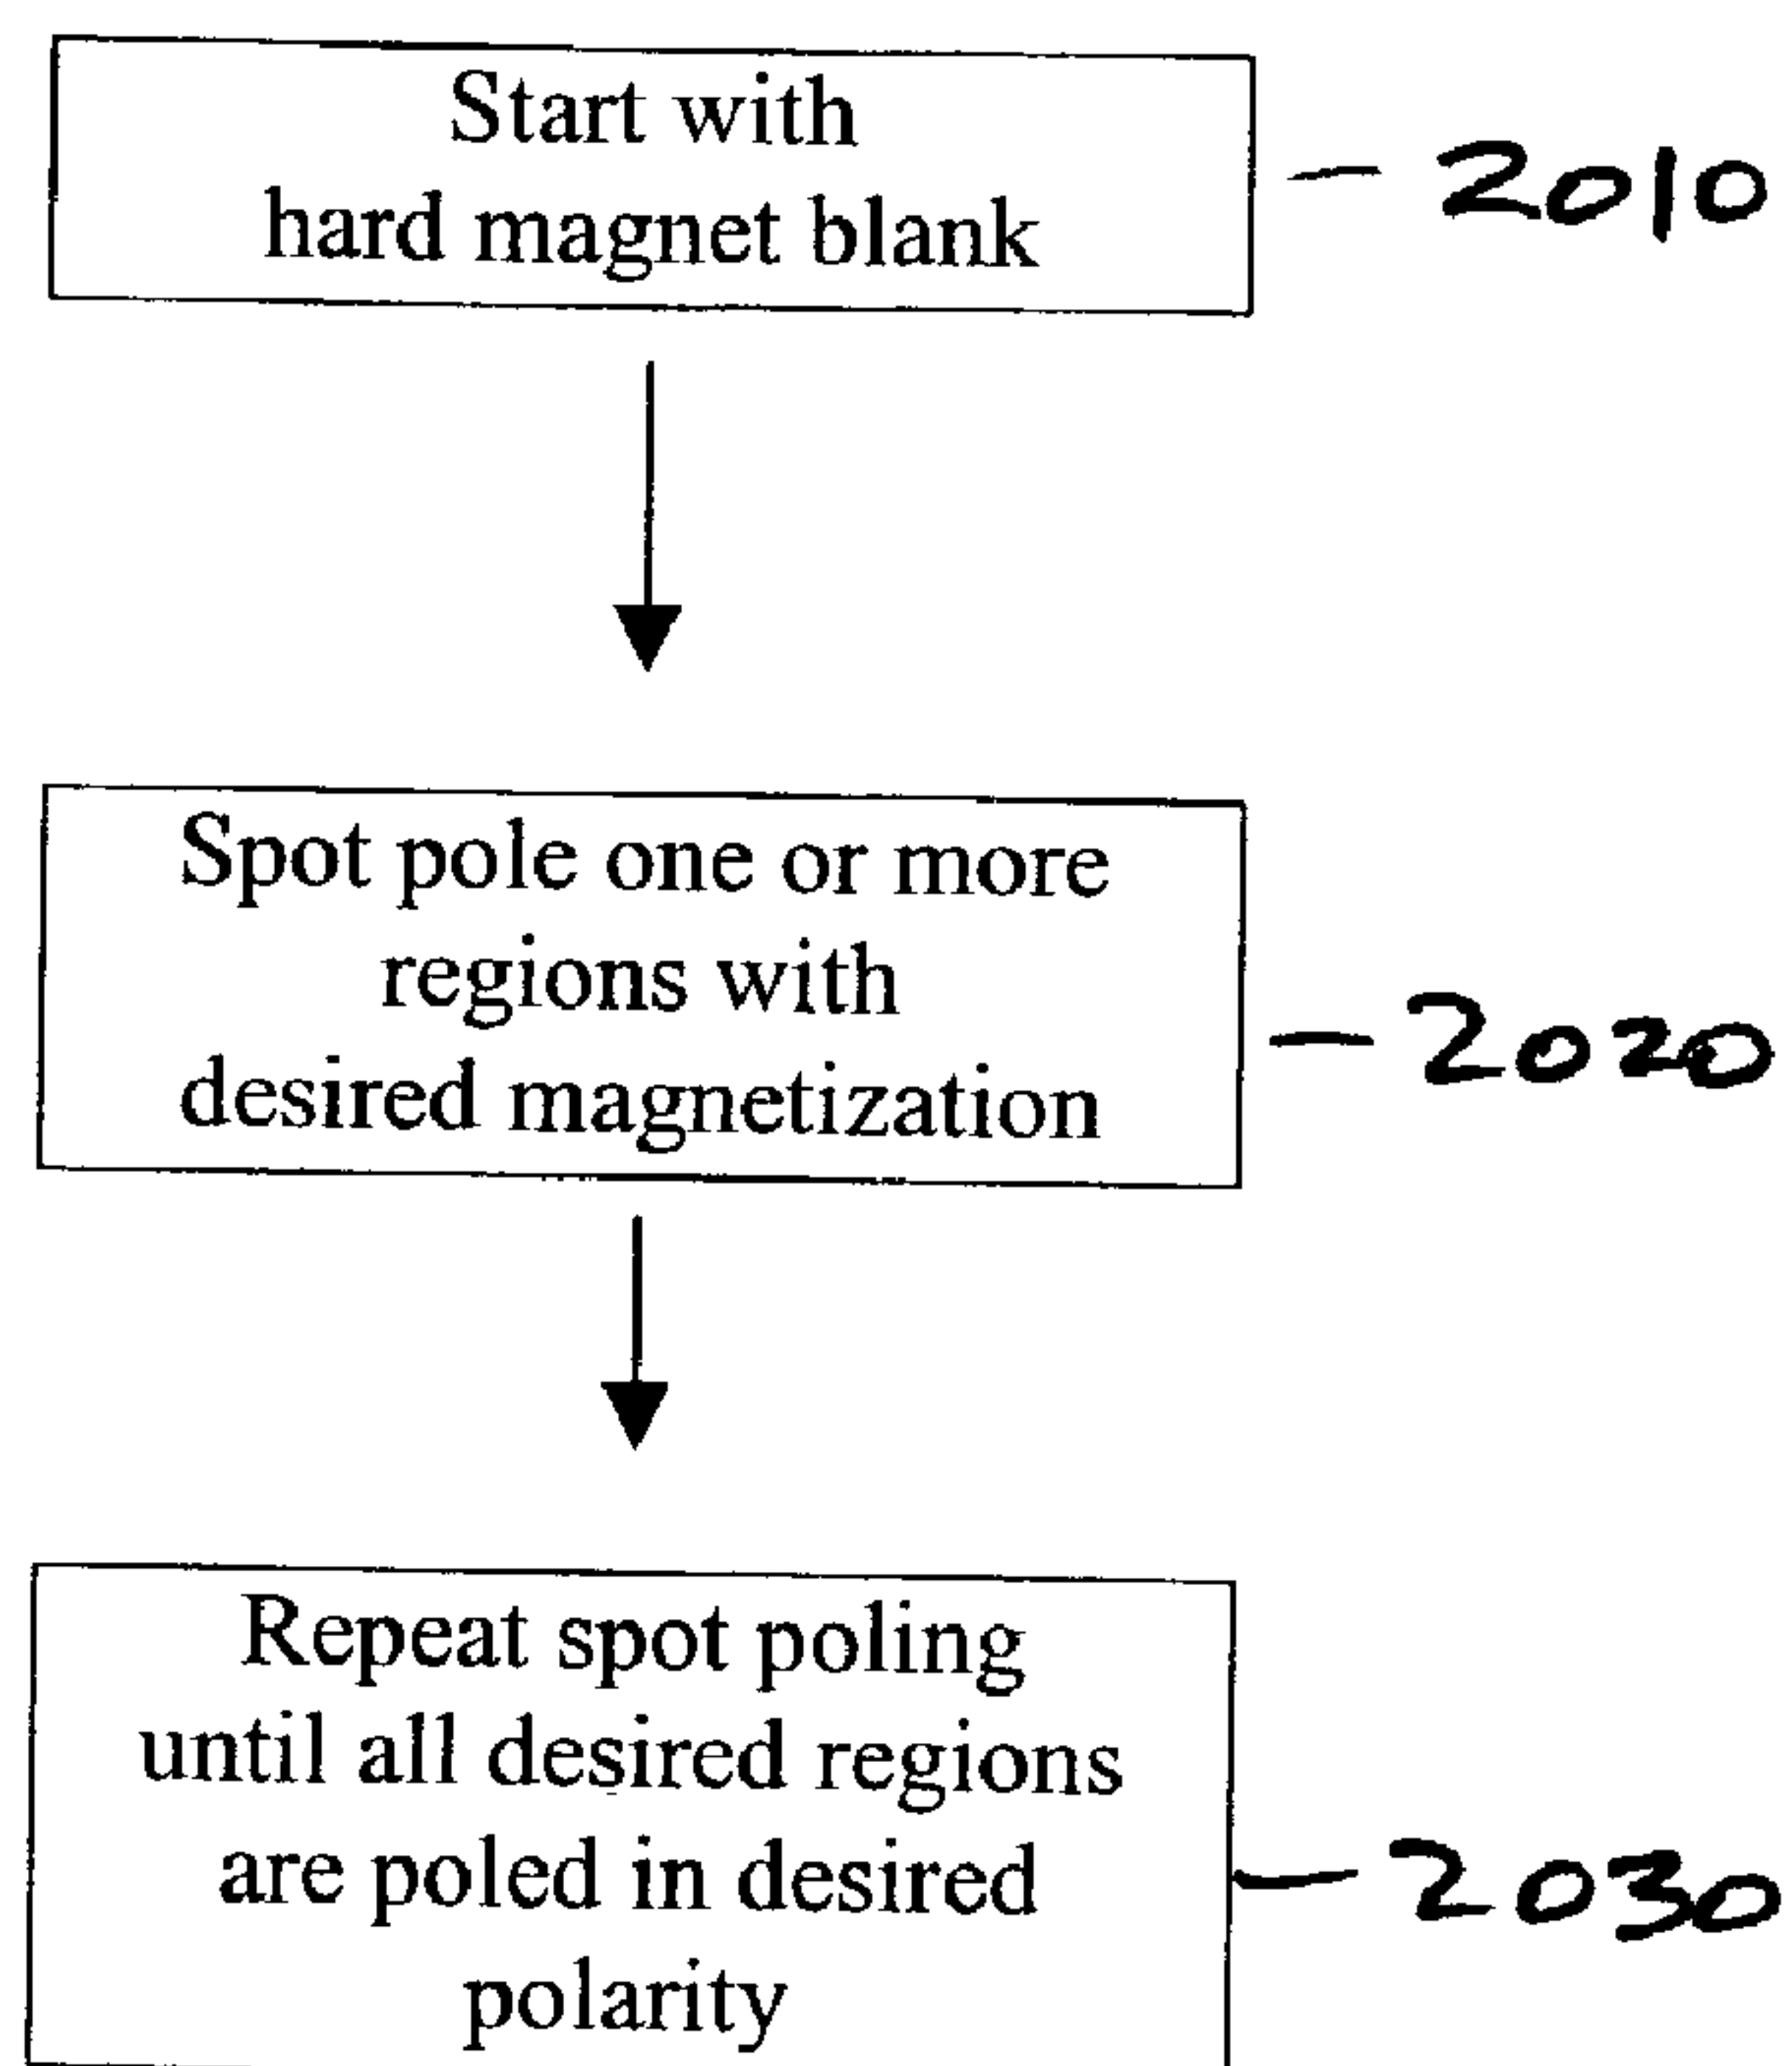 Start with
hard magnet blank
- 2010
Spot pole one or more
regions with
desired magnetization
- 2020
Repeat spot poling
until all desired regions
are poled in desired
polarity
- 2030